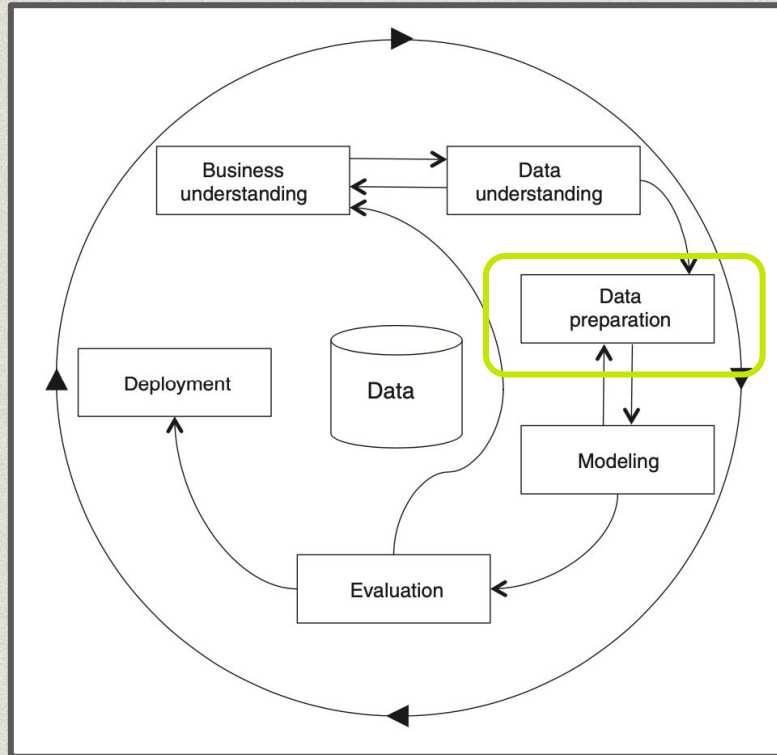 Business
understanding
Data
understanding
Data
preparation
Deployment
Data
Modeling
Evaluation